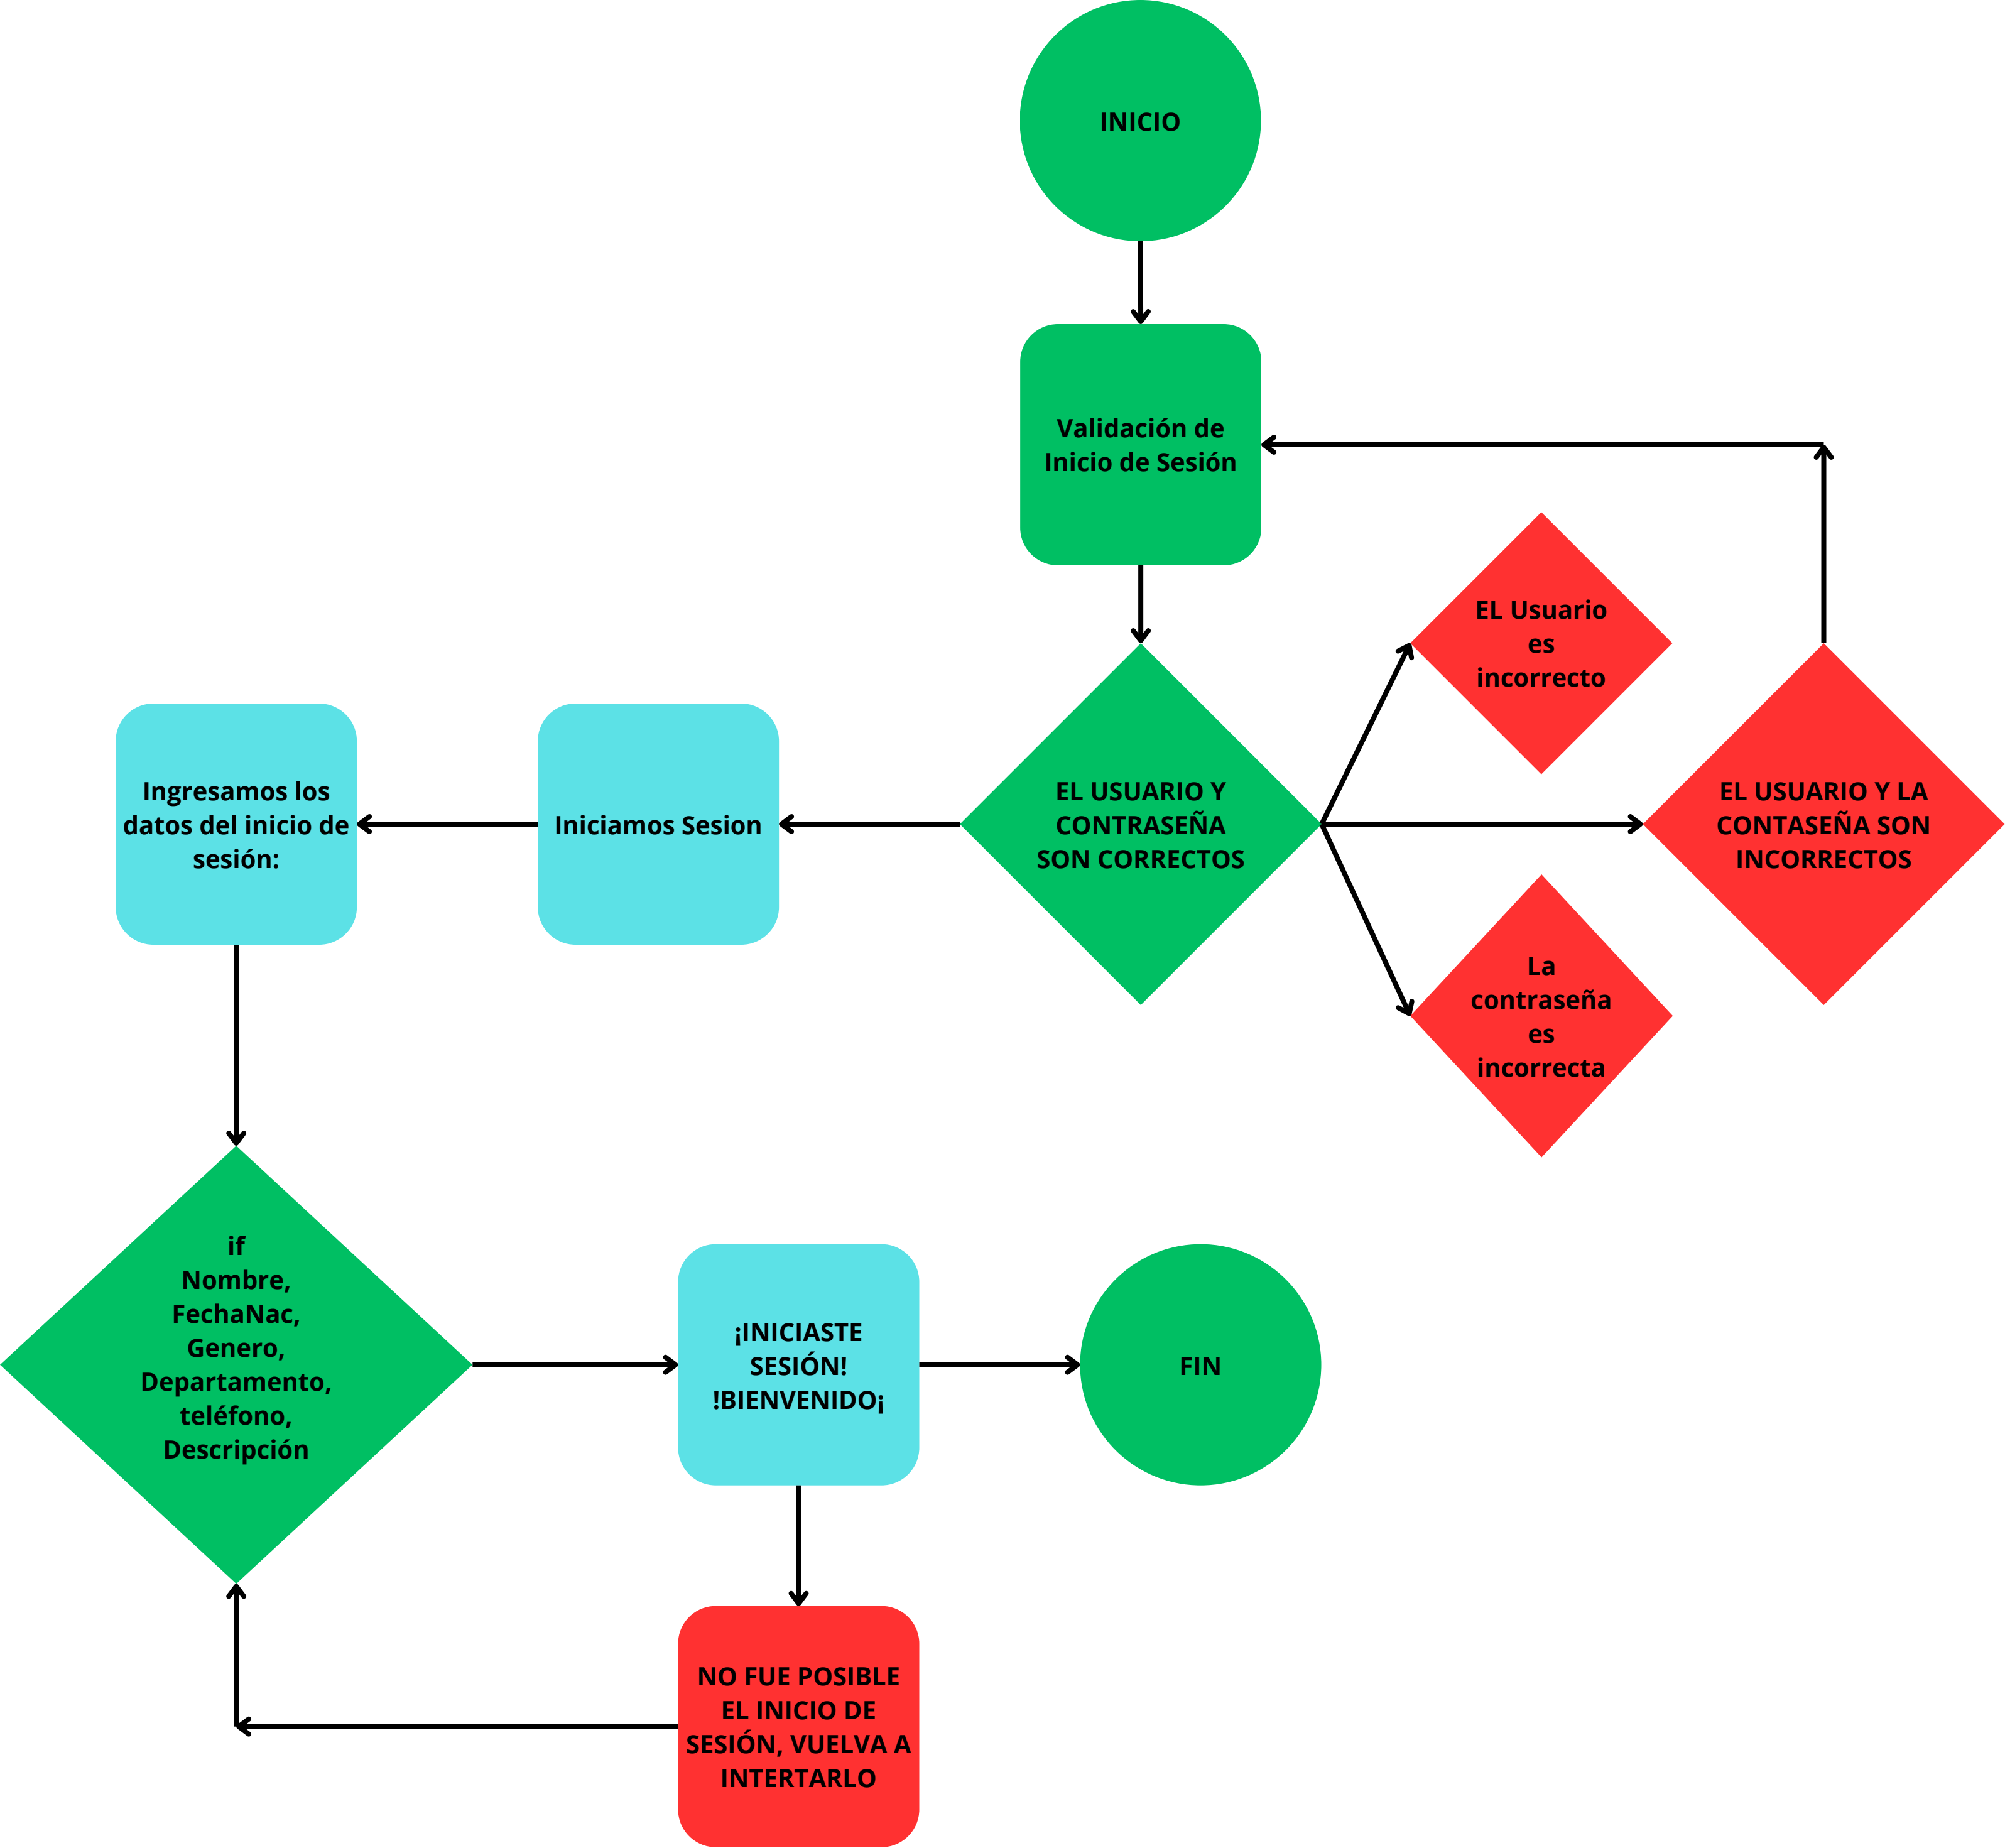 INICIO
Validación de
Inicio de Sesión
EL Usuario
es
incorrecto
Ingresamos los
datos del inicio de
sesión:
Iniciamos Sesion
EL USUARIO Y
CONTRASEÑA
SON CORRECTOS
EL USUARIO Y LA
CONTASEÑA SON
INCORRECTOS
La
contraseña
es
incorrecta
if
Nombre,
FechaNac,
Genero,
Departamento,
teléfono,
Descripción
¡INICIASTE
SESIÓN!
!BIENVENIDO¡
FIN
NO FUE POSIBLE
EL INICIO DE
SESIÓN, VUELVA A
INTERTARLO